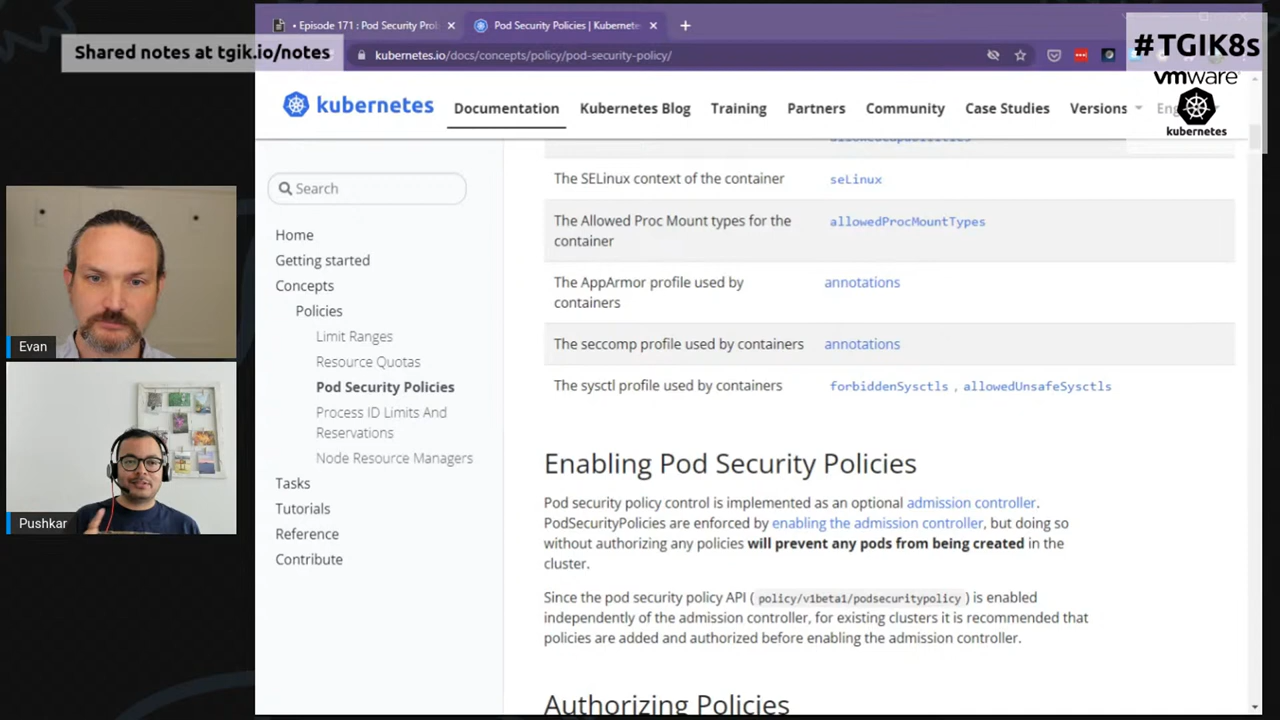 • Episode 171 : Pod Security Pro
Pod Security Policies | Kubernete
Shared notes at tgik.io/notes
kubernetes.io/docs/concepts/policy/pod-security-policy/
#TGIK8s
vmware
kubernetes
kubernetes
Documentation
Kubernetes Blog
Training
Partners
Community
Case Studies
Versions
Eng
Search
Home
Getting started
Concepts
Policies
Limit Ranges
Resource Quotas
Pod Security Policies
Process ID Limits And
Reservations
Node Resource Managers
Tasks
Tutorials
Reference
Contribute
allowedCapabilities
The SELinux context of the container seLinux
The Allowed Proc Mount types for the allowedProcMountTypes
container
The AppArmor profile used by annotations
containers
The seccomp profile used by containers annotations
The sysctl profile used by containers forbiddenSysctls , allowedUnsafeSysctls
Enabling Pod Security Policies
Pod security policy control is implemented as an optional admission controller.
PodSecurityPolicies are enforced by enabling the admission controller, but doing so
without authorizing any policies will prevent any pods from being created in the
cluster.
Since the pod security policy API ( policy/v1beta1/podsecuritypolicy ) is enabled
independently of the admission controller, for existing clusters it is recommended that
policies are added and authorized before enabling the admission controller.
Authorizing Policies
Evan
Pushkar